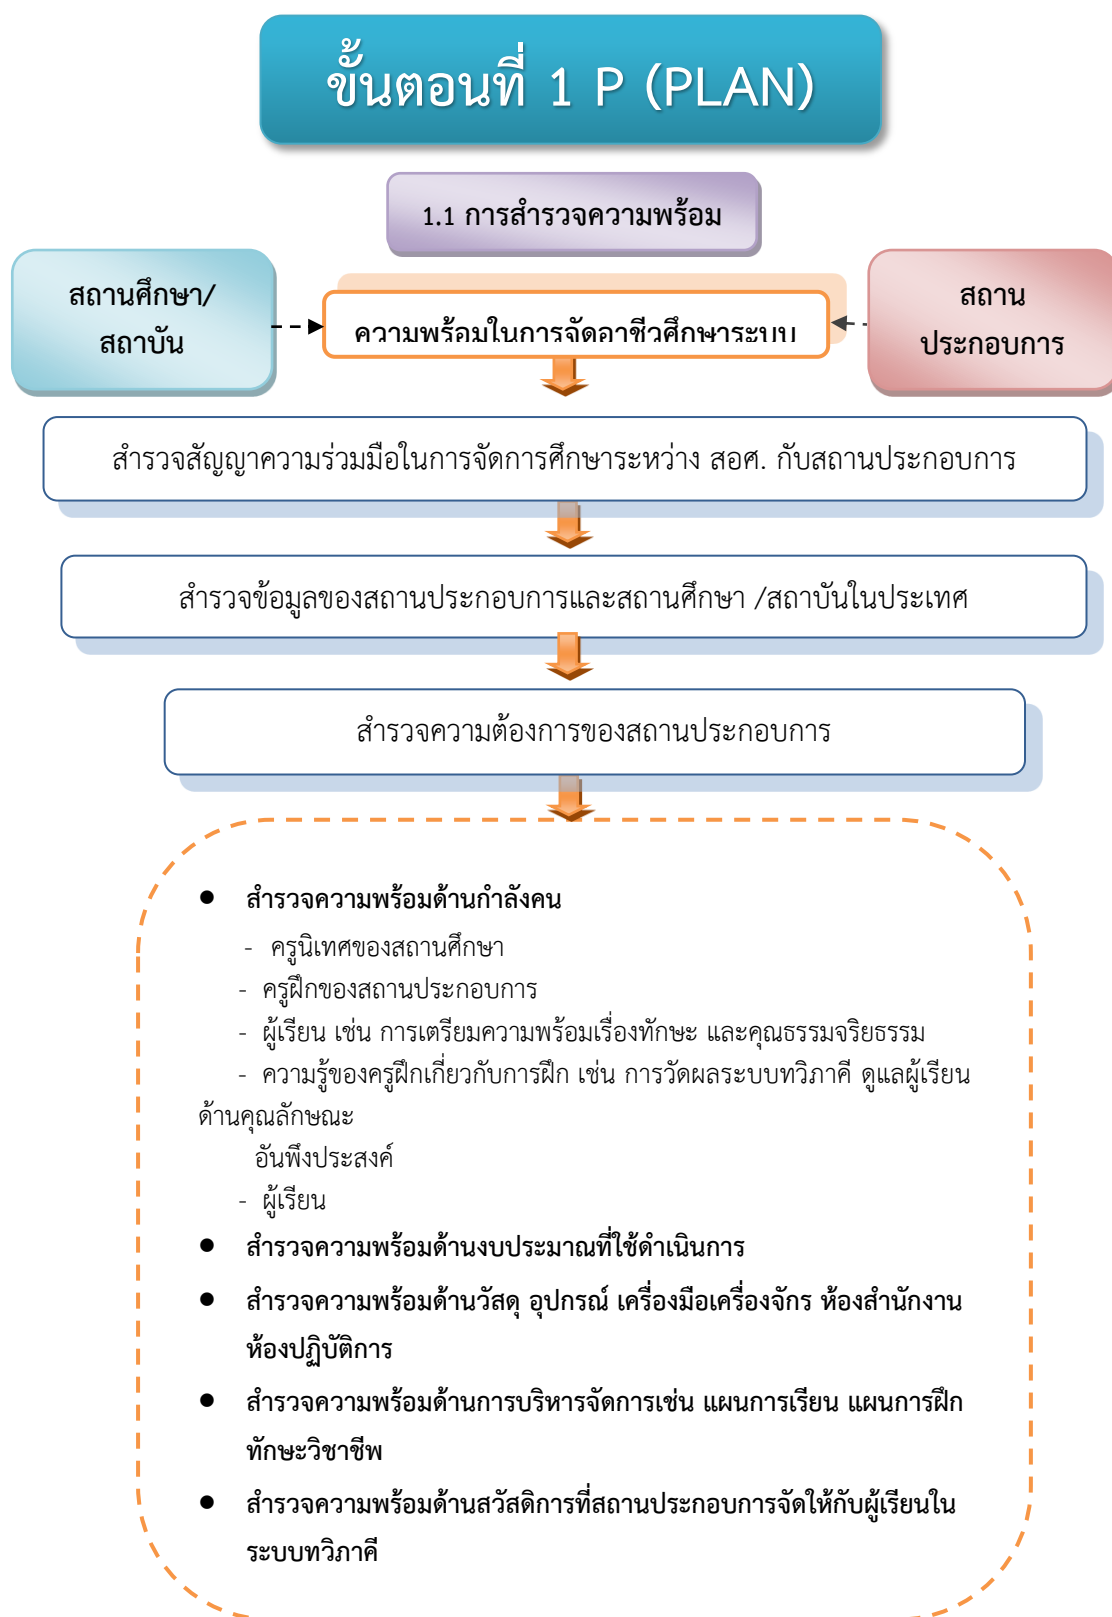 ขั้นตอนที่ 1 P (PLAN)
1.1 การสำรวจความพร้อม
สถานศึกษา/
สถาบัน
ความพร้อมในการจัดอาชีวศึกษาระบบ
สถาน
ประกอบการ
สำรวจสัญญาความร่วมมือในการจัดการศึกษาระหว่าง สอศ. กับสถานประกอบการ
สำรวจข้อมูลของสถานประกอบการและสถานศึกษา /สถาบันในประเทศ
สำรวจความต้องการของสถานประกอบการ
● สำรวจความพร้อมด้านกำลังคน
- ครูนิเทศของสถานศึกษา
- ครูฝึกของสถานประกอบการ
- ผู้เรียน เช่น การเตรียมความพร้อมเรื่องทักษะ และคุณธรรมจริยธรรม
- ความรู้ของครูฝึกเกี่ยวกับการฝึก เช่น การวัดผลระบบทวิภาคี ดูแลผู้เรียน
ด้านคุณลักษณะ
อันพึงประสงค์
- ผู้เรียน
● สำรวจความพร้อมด้านงบประมาณที่ใช้ดำเนินการ
● สำรวจความพร้อมด้านวัสดุ อุปกรณ์ เครื่องมือเครื่องจักร ห้องสำนักงาน
ห้องปฏิบัติการ
● สำรวจความพร้อมด้านการบริหารจัดการเช่น แผนการเรียน แผนการฝึก
ทักษะวิชาชีพ
● สำรวจความพร้อมด้านสวัสดิการที่สถานประกอบการจัดให้กับผู้เรียนใน
ระบบทวิภาคี